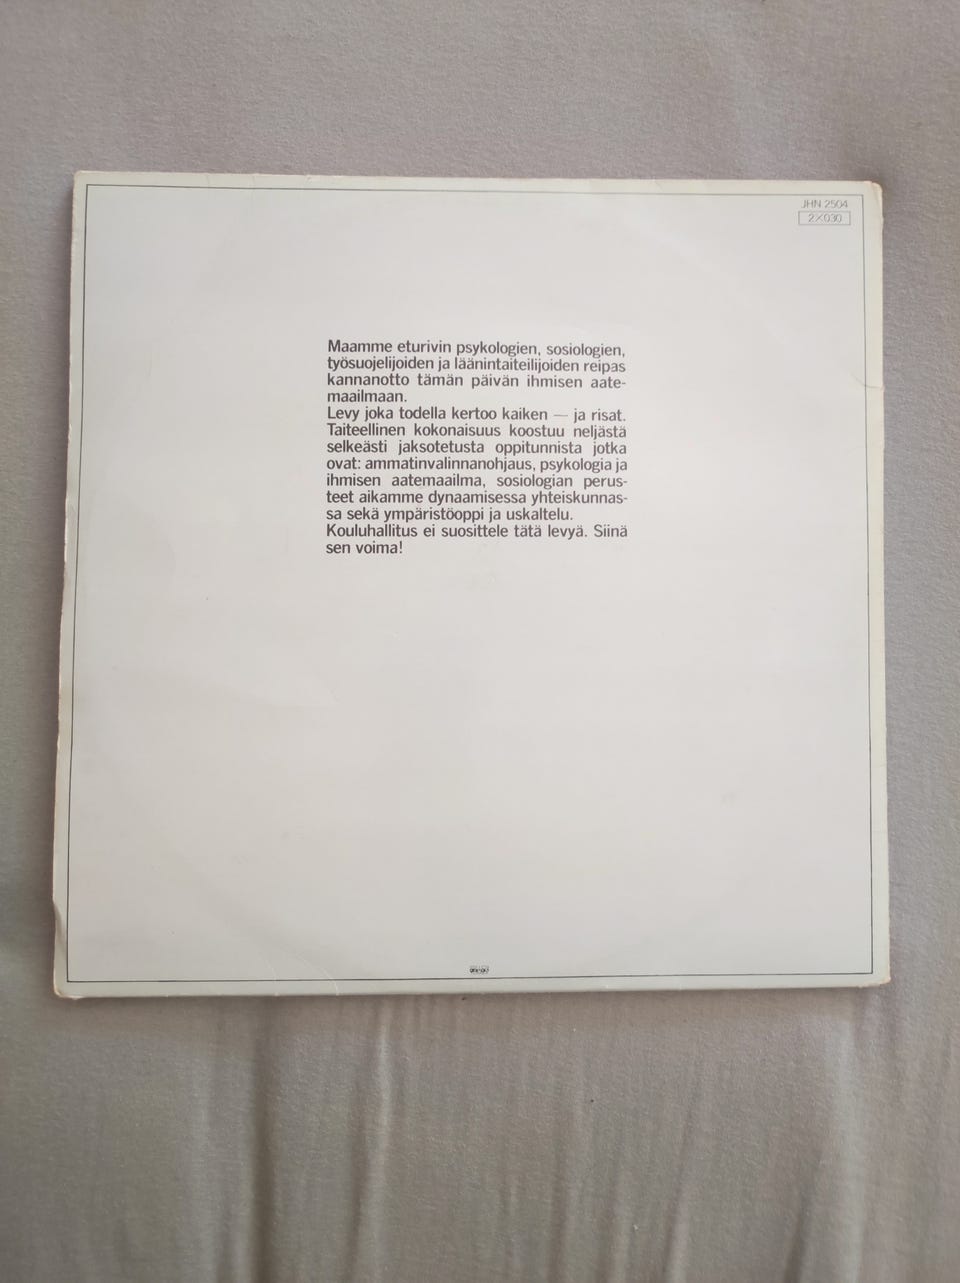 JHN 2504
2×030
Maamme eturivin psykologien, sosiologien,
työsuojelijoiden ja läänintaiteilijoiden reipas
kannanotto tämän päivän ihmisen aate-
maailmaan.
Levy joka todella kertoo kaiken — ja risat.
Taiteellinen kokonaisuus koostuu neljästä
selkeästi jaksotetusta oppitunnista jotka
ovat: ammatinvalinnanohjaus, psykologia ja
ihmisen aatemaailma, sosiologian perus-
teet aikamme dynaamisessa yhteiskunnas-
sa sekä ympäristöoppi ja uskaltelu.
Kouluhallitus ei suosittele tätä levyä. Siinä
sen voima!